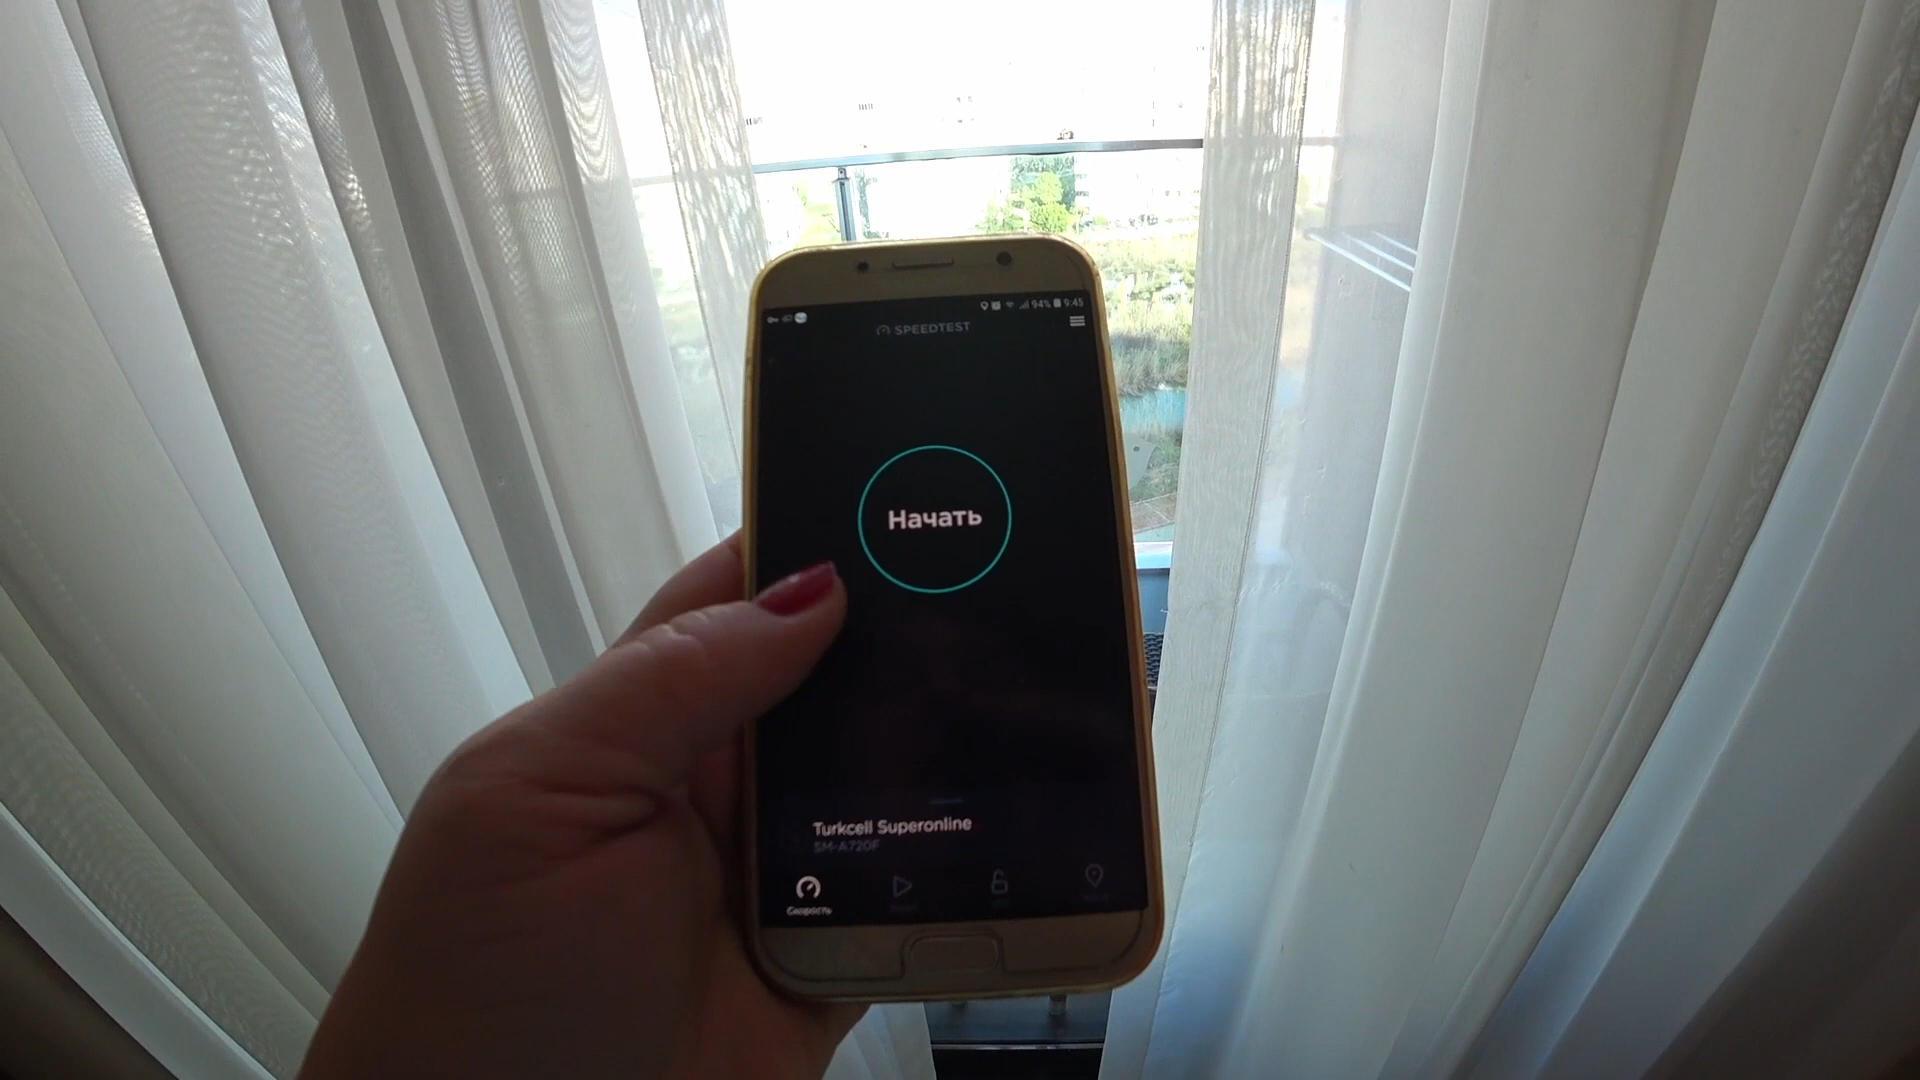 94% 9:45
SPEEDTEST
Начать
Turkcell Superonline
SM-A720F
Скорость